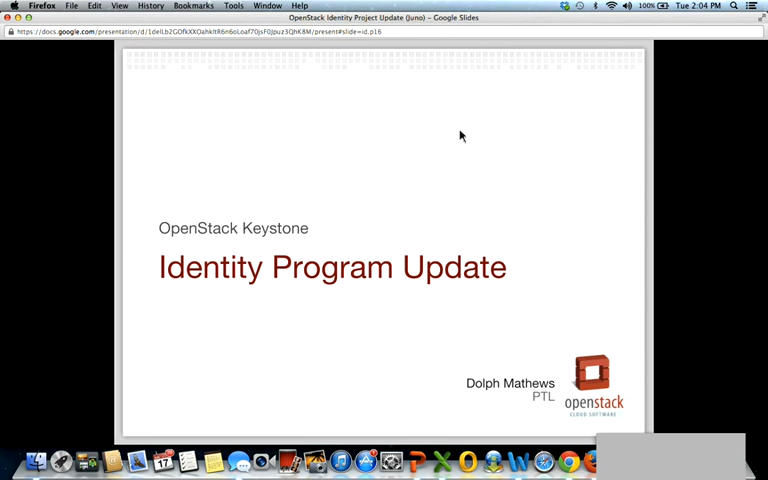 Firefox File Edit View History Bookmarks Tools Window Help 100% Tue 2:04 PM
OpenStack Identity Project Update (Juno) – Google Slides
OpenStack Keystone
Identity Program Update
Dolph Mathews
PTL
openstack
CLOUD SOFTWARE
17